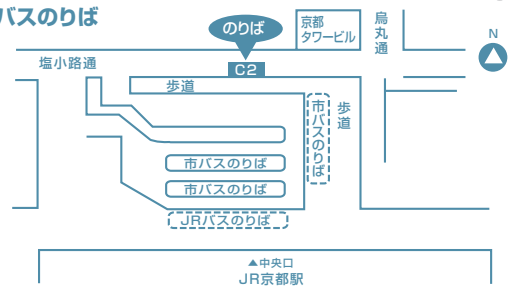 バスのりば
のりば
京都
タワービル
烏丸通
N
塩小路通
C2
歩道
市バスのりば
歩道
市バスのりば
市バスのりば
JRバスのりば
▲中央口
JR京都駅